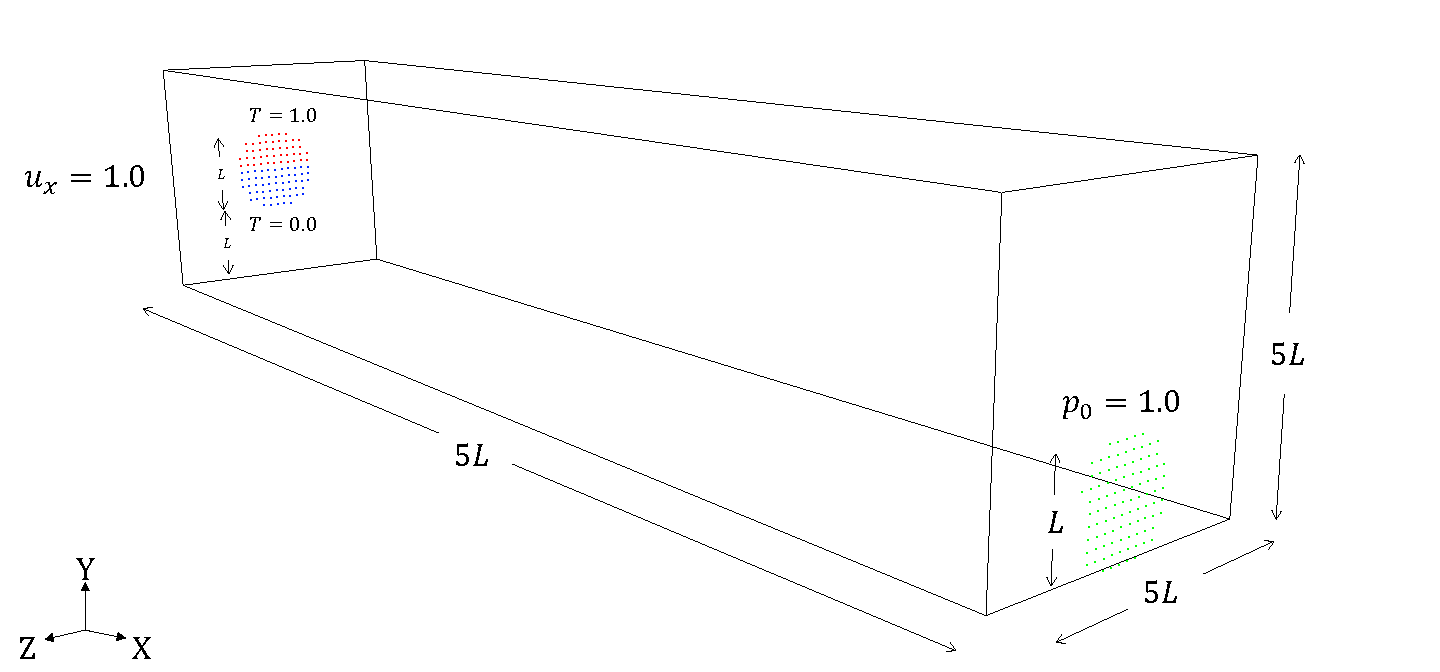 T = 1.0
u_x = 1.0
L
T = 0.0
L
5L
p_0 = 1.0
5L
L
5L
Y
Z
X